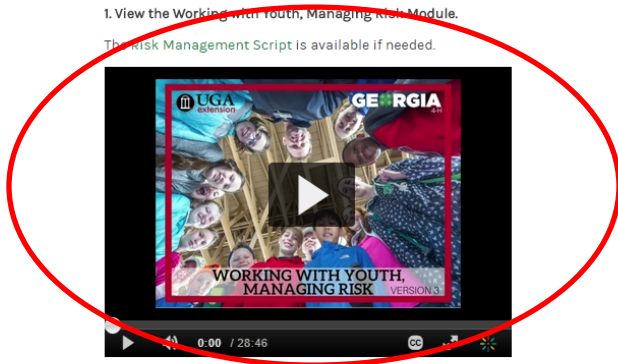 1. View the Working with Youth, Managing Risk Module.
The Risk Management Script is available if needed.
UGA
extension
GEORGIA
4-H
WORKING WITH YOUTH,
MANAGING RISK
VERSION 3
0:00 / 28:46
CC